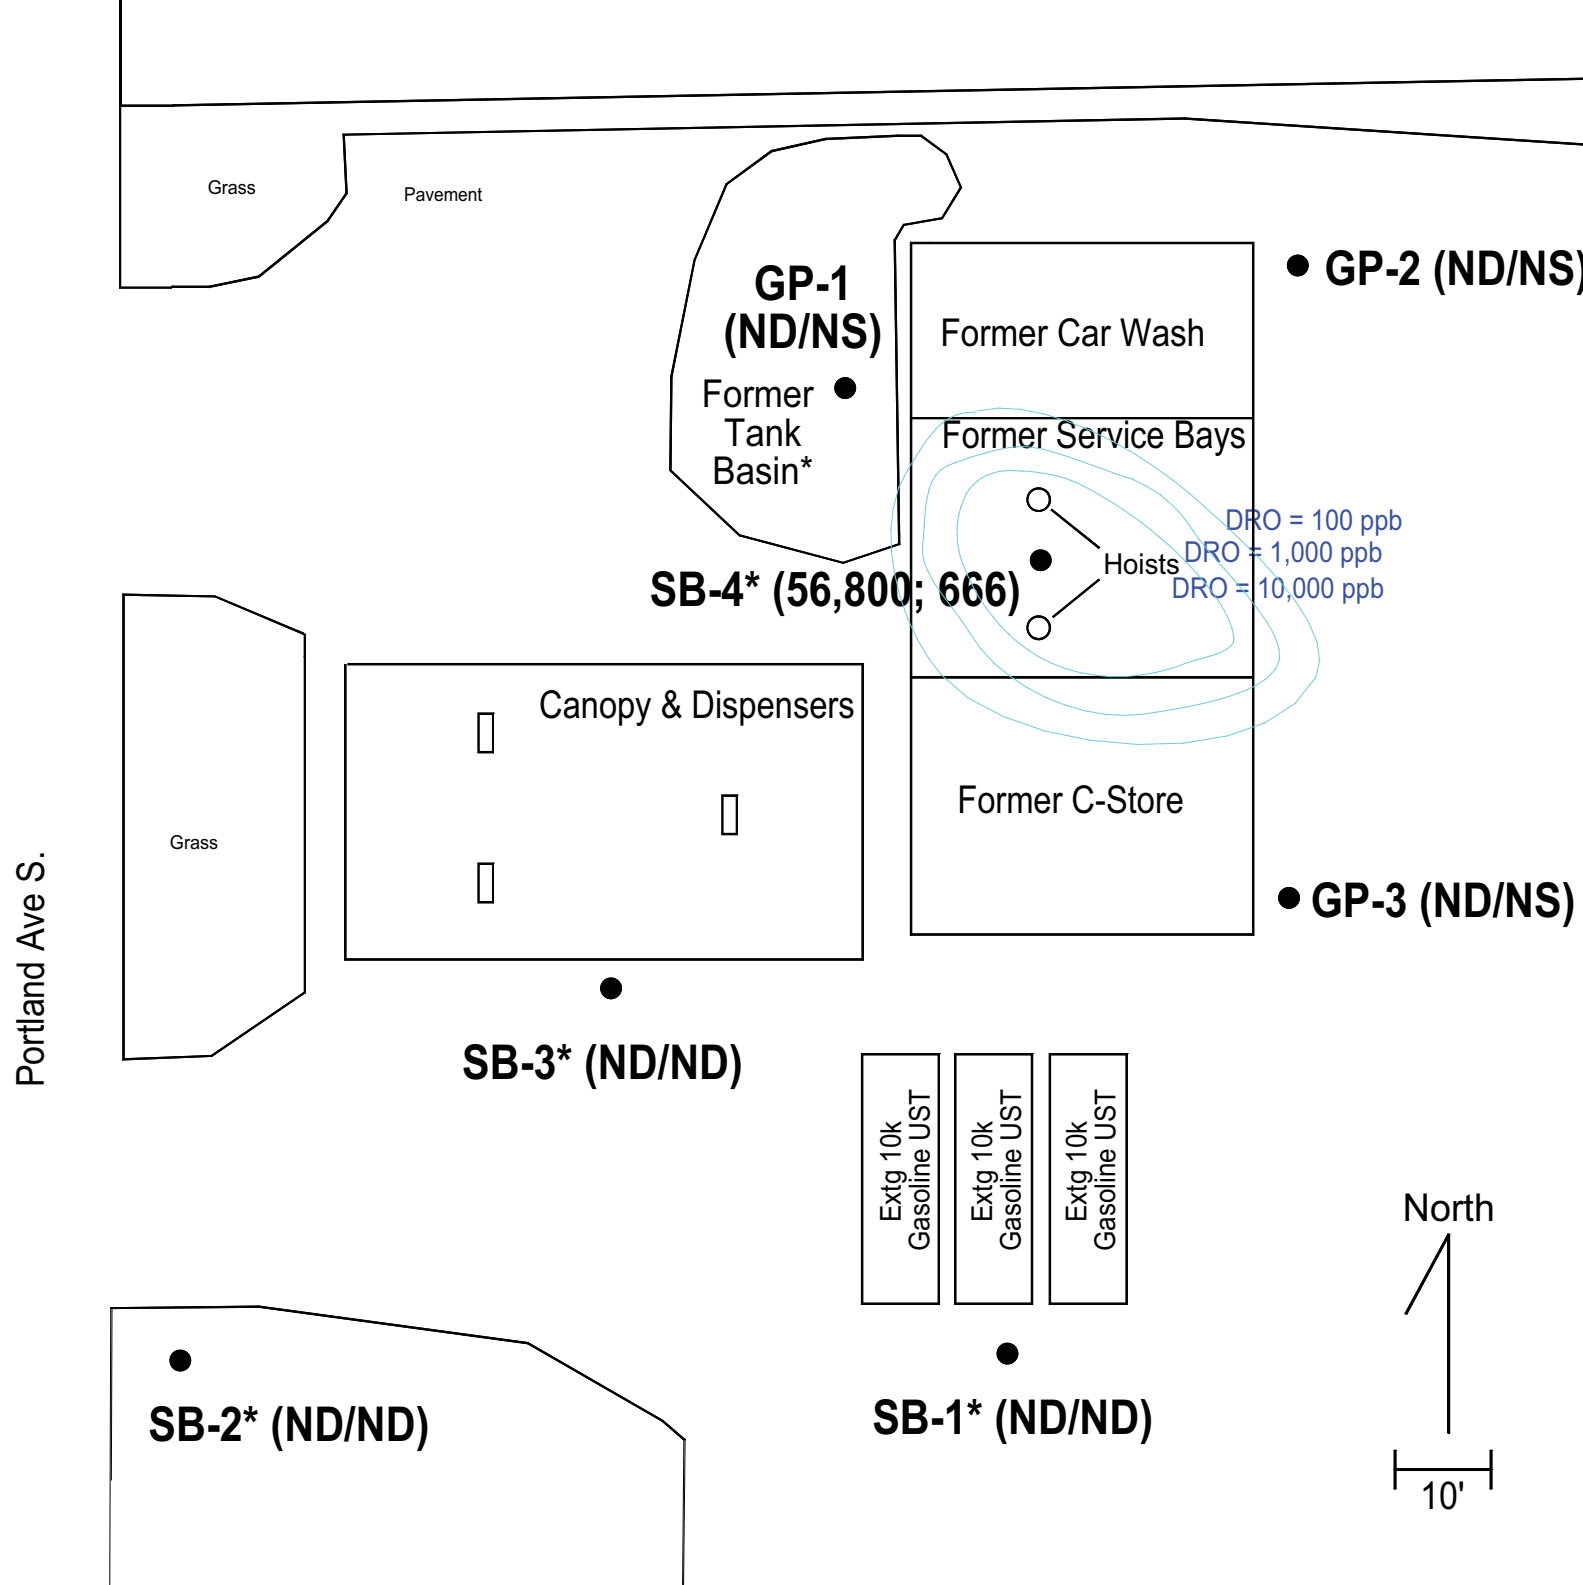 Grass
Pavement
GP-1
(ND/NS)
GP-2 (ND/NS)
Former Car Wash
Former
Tank
Basin*
Former Service Bays
DRO = 100 ppb
DRO = 1,000 ppb
Hoists
DRO = 10,000 ppb
SB-4* (56,800; 666)
Canopy & Dispensers
Former C-Store
Grass
Portland Ave S.
GP-3 (ND/NS)
SB-3* (ND/ND)
Extg 10k
Gasoline UST
Extg 10k
Gasoline UST
Extg 10k
Gasoline UST
North
SB-2* (ND/ND)
SB-1* (ND/ND)
10'